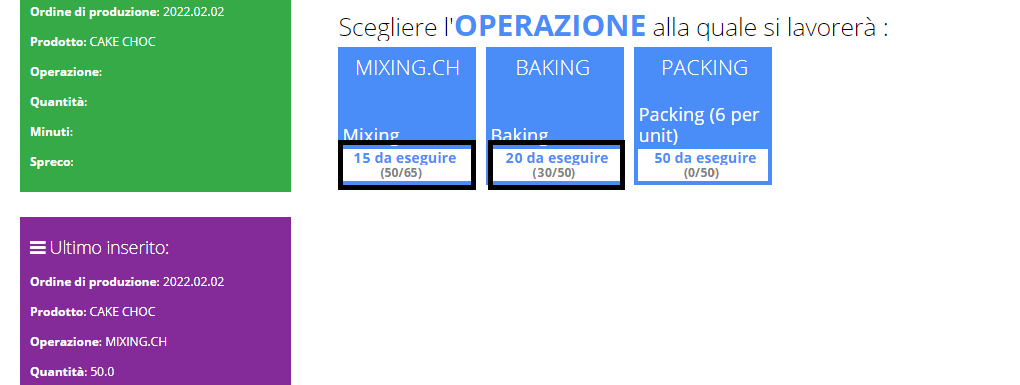 Ordine di produzione: 2022.02.02
Prodotto: CAKE CHOC
Operazione:
Quantità:
Minuti:
Spreco:
Ultimo inserito:
Ordine di produzione: 2022.02.02
Prodotto: CAKE CHOC
Operazione: MIXING.CH
Quantità: 50.0
Scegliere l'OPERAZIONE alla quale si lavorerà :
MIXING.CH
Mixing
15 da eseguire
(50/65)
BAKING
Baking
20 da eseguire
(30/50)
PACKING
Packing (6 per
unit)
50 da eseguire
(0/50)